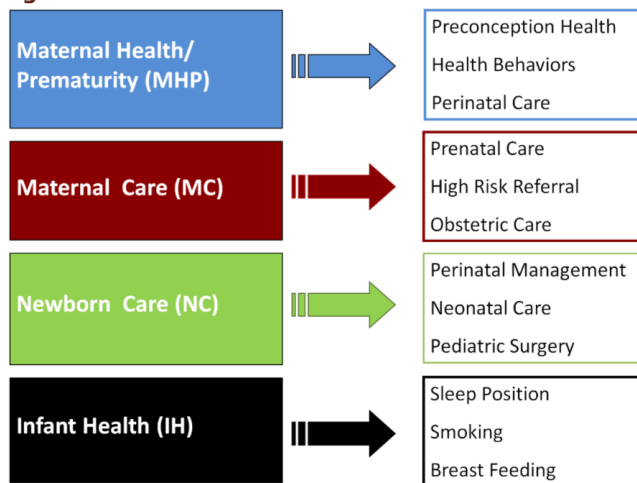 Maternal Health/
Prematurity (MHP)
Preconception Health
Health Behaviors
Perinatal Care
Maternal Care (MC)
Prenatal Care
High Risk Referral
Obstetric Care
Newborn Care (NC)
Perinatal Management
Neonatal Care
Pediatric Surgery
Infant Health (IH)
Sleep Position
Smoking
Breast Feeding